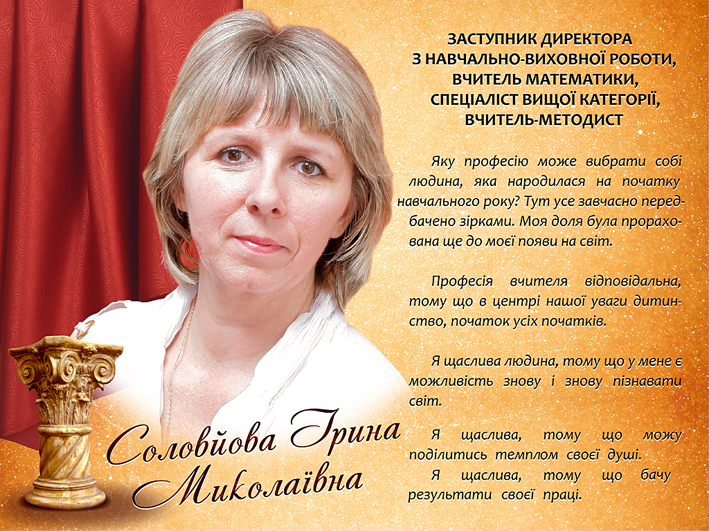 ЗАСТУПНИК ДИРЕКТОРА
З НАВЧАЛЬНО-ВИХОВНОЇ РОБОТИ,
ВЧИТЕЛЬ МАТЕМАТИКИ,
СПЕЦІАЛІСТ ВИЩОЇ КАТЕГОРІЇ,
ВЧИТЕЛЬ-МЕТОДИСТ
Яку професію може вибрати собі
людина, яка народилася на початку
навчального року? Тут усе завчасно перед-
бачено зірками. Моя доля була прорахо-
вана ще до моєї появи на світ.
Професія вчителя відповідальна,
тому що в центрі нашої уваги дитин-
ство, початок усіх початків.
Я щаслива людина, тому що у мене є
можливість знову і знову пізнавати
світ.
Я щаслива, тому що можу
поділитись темплом своєї душі.
Я щаслива, тому що бачу
результати своєї праці.
Соловйова Ірина
Миколаївна